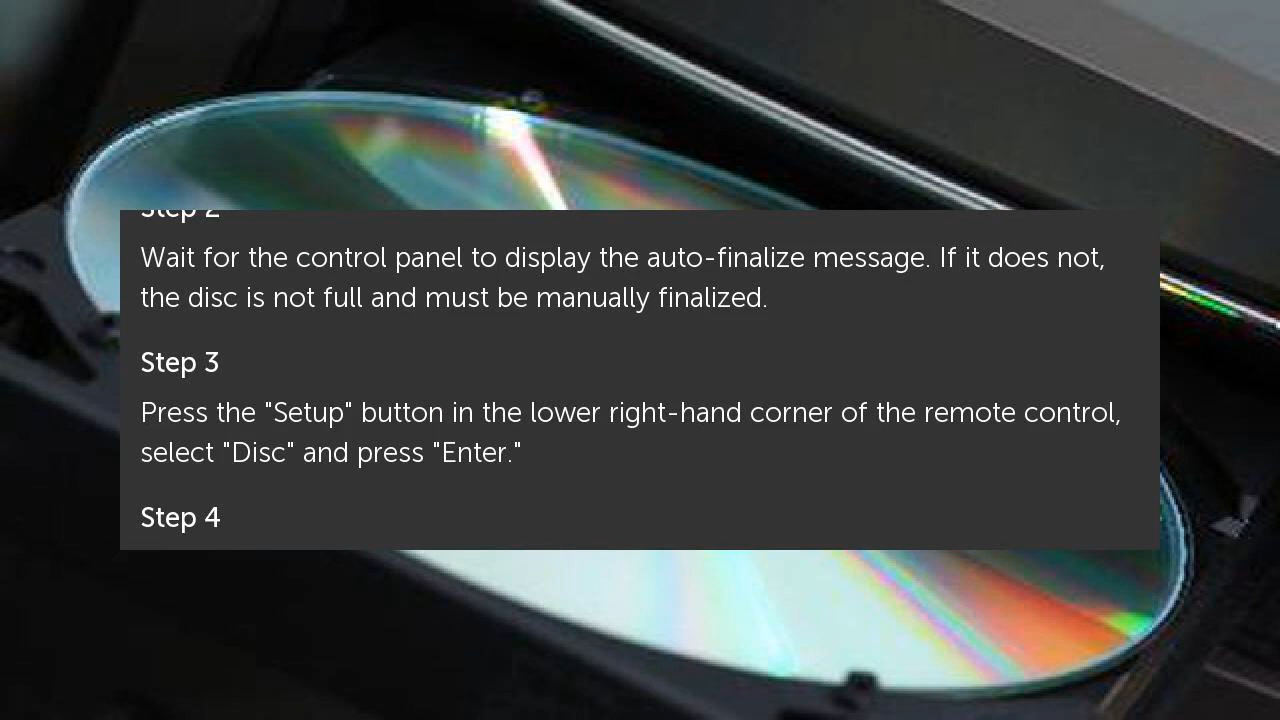 Step 2
Wait for the control panel to display the auto-finalize message. If it does not,
the disc is not full and must be manually finalized.
Step 3
Press the "Setup" button in the lower right-hand corner of the remote control,
select "Disc" and press "Enter."
Step 4